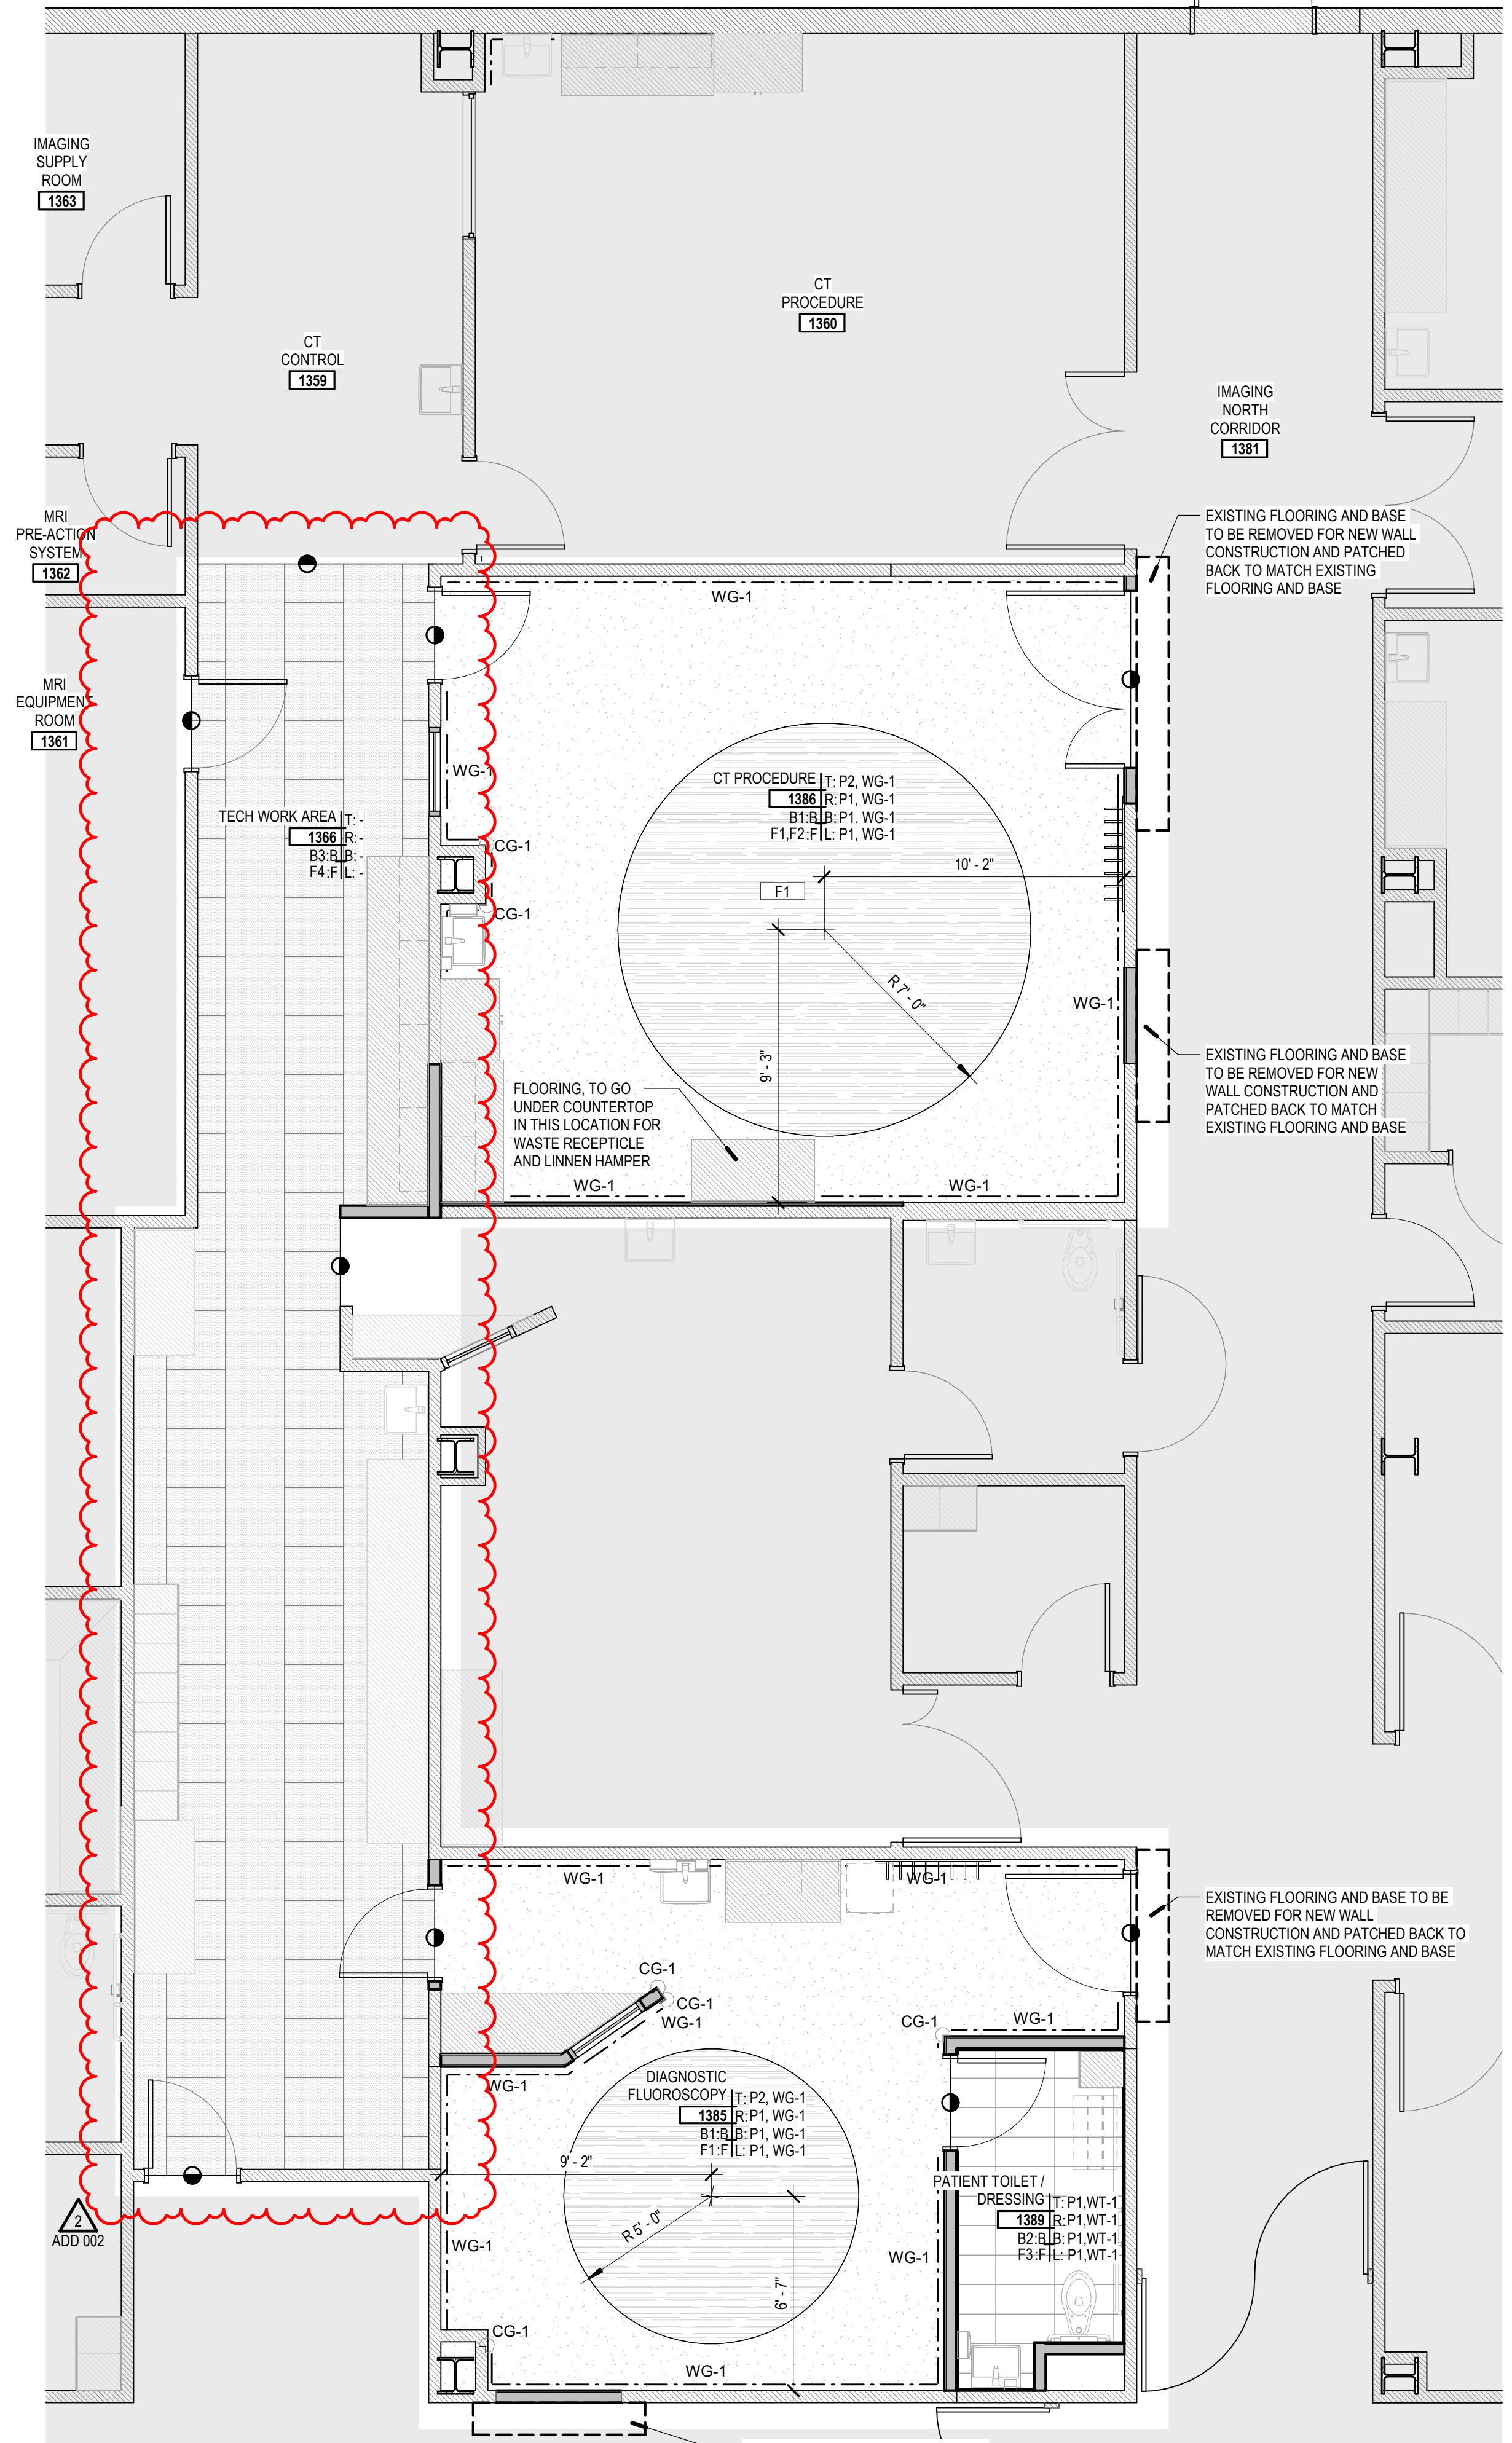 IMAGING
SUPPLY
ROOM
1363
CT
PROCEDURE
1360
CT
CONTROL
1359
IMAGING
NORTH
CORRIDOR
1381
MRI
PRE-ACTION
SYSTEM
1362
EXISTING FLOORING AND BASE
TO BE REMOVED FOR NEW WALL
CONSTRUCTION AND PATCHED
BACK TO MATCH EXISTING
FLOORING AND BASE
WG-1
MRI
EQUIPMENT
ROOM
1361
WG-1
CT PROCEDURE T: P2, WG-1
1386 R: P1, WG-1
B1:B B: P1. WG-1
F1,F2:F L: P1, WG-1
TECH WORK AREA T: -
1366 R: -
B3:B B: -
F4:F L: -
CG-1
10' - 2"
F1
CG-1
R 7' - 0"
WG-1
9' - 3"
EXISTING FLOORING AND BASE
TO BE REMOVED FOR NEW
WALL CONSTRUCTION AND
PATCHED BACK TO MATCH
EXISTING FLOORING AND BASE
FLOORING, TO GO
UNDER COUNTERTOP
IN THIS LOCATION FOR
WASTE RECEPTICLE
AND LINNEN HAMPER
WG-1
WG-1
WG-1
WG-1
EXISTING FLOORING AND BASE TO BE
REMOVED FOR NEW WALL
CONSTRUCTION AND PATCHED BACK TO
MATCH EXISTING FLOORING AND BASE
CG-1
CG-1
WG-1
CG-1
WG-1
WG-1
DIAGNOSTIC
FLUOROSCOPY T: P2, WG-1
1385 R: P1, WG-1
B1:B B: P1, WG-1
F1:F L: P1, WG-1
9' - 2"
PATIENT TOILET /
DRESSING T: P1,WT-1
1389 R: P1,WT-1
B2:B B: P1,WT-1
F3:F L: P1,WT-1
2
ADD 002
R 5' - 0"
WG-1
WG-1
6' - 7"
CG-1
WG-1